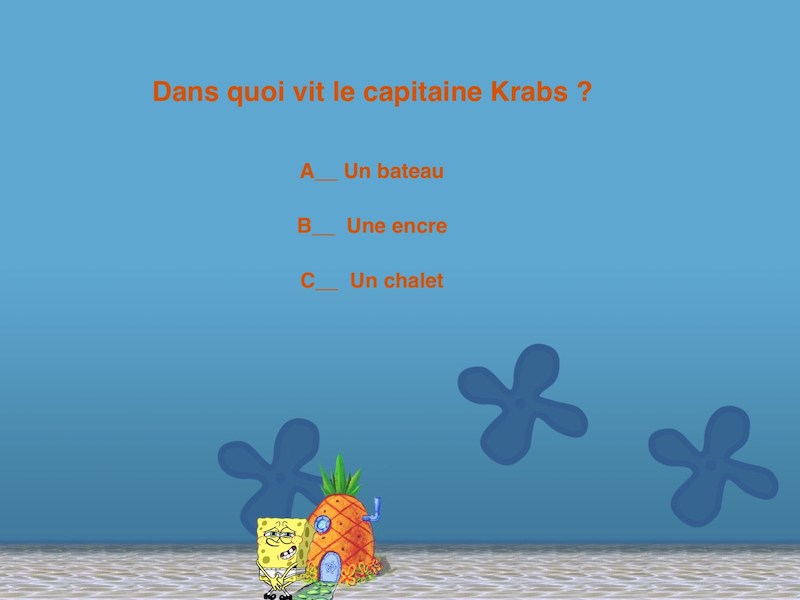 Dans quoi vit le capitaine Krabs ?
A__ Un bateau
B__ Une encre
C__ Un chalet